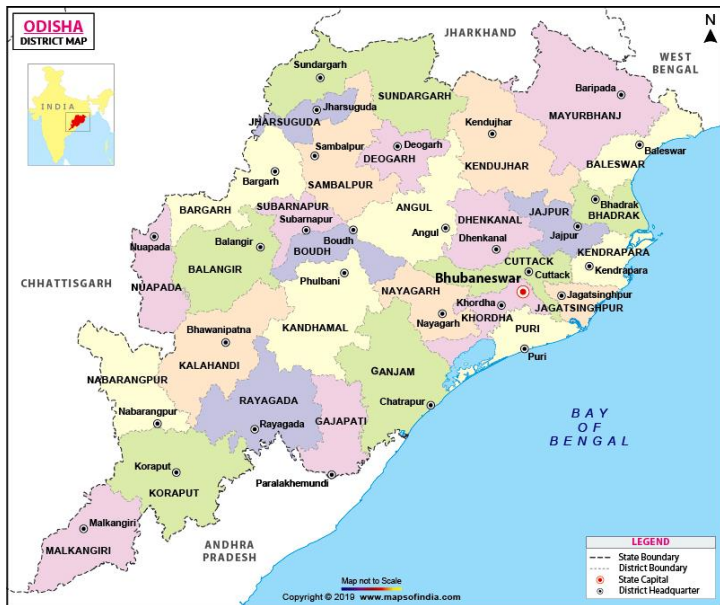 ODISHA
DISTRICT MAP
INDIA
JHARKHAND
N
WEST
BENGAL
Sundargarh
SUNDARGARH
Baripada
MAYURBHANJ
Jharsuguda
JHARSUGUDA
Kendujhar
KENDUJHAR
Sambalpur
SAMBALPUR
Deogarh
DEOGARH
Baleswar
BALESWAR
Bargarh
BARGARH
SUBARNAPUR
Subarnapur
ANGUL
Angul
DHENKANAL
Dhenkanal
JAJPUR
Jajpur
Bhadrak
BHADRAK
Nuapada
NUAPADA
Balangir
BALANGIR
Boudh
BOUDH
KENDRAPARA
Kendrapara
CUTTACK
Cuttack
Bhubaneswar
CHHATTISGARH
Phulbani
KANDHAMAL
NAYAGARH
Nayagarh
Khordha
KHORDHA
Jagatsinghpur
JAGATSINGHPUR
PURI
Puri
Bhawanipatna
KALAHANDI
NABARANGPUR
Nabarangpur
RAYAGADA
Rayagada
GANJAM
Chatrapur
GAJAPATI
Paralakhemundi
BAY
OF
BENGAL
Koraput
KORAPUT
Malkangiri
MALKANGIRI
ANDHRA
PRADESH
LEGEND
State Boundary
District Boundary
State Capital
District Headquarter
Map not to Scale
Copyright © 2019 www.mapsofindia.com